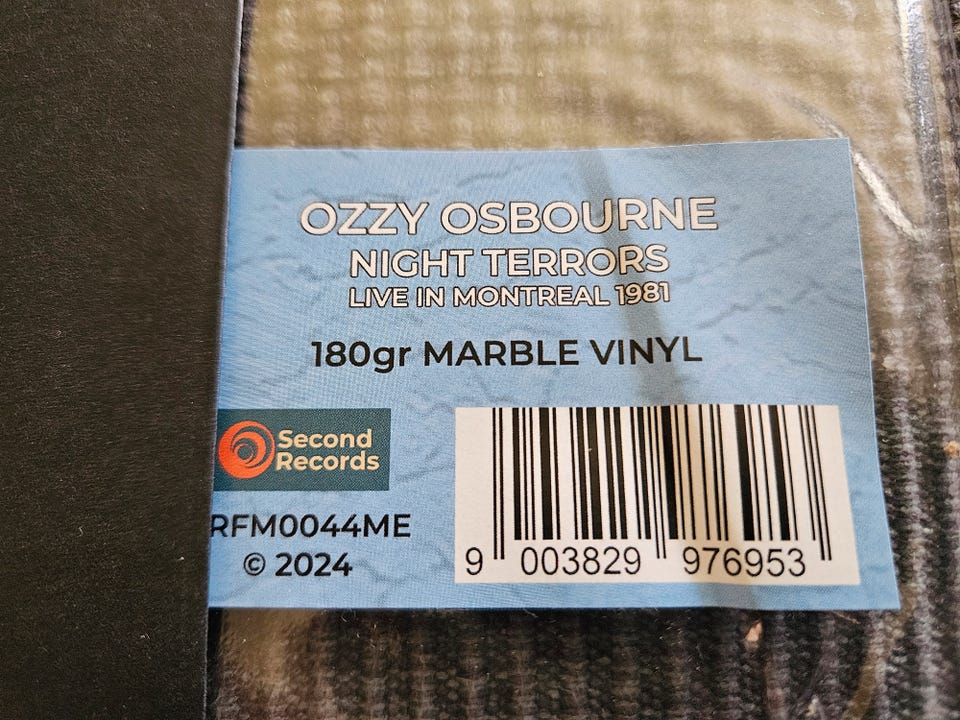 OZZY OSBOURNE
NIGHT TERRORS
LIVE IN MONTREAL 1981
180gr MARBLE VINYL
Second
Records
RFM0044ME
© 2024
9 003829 976953